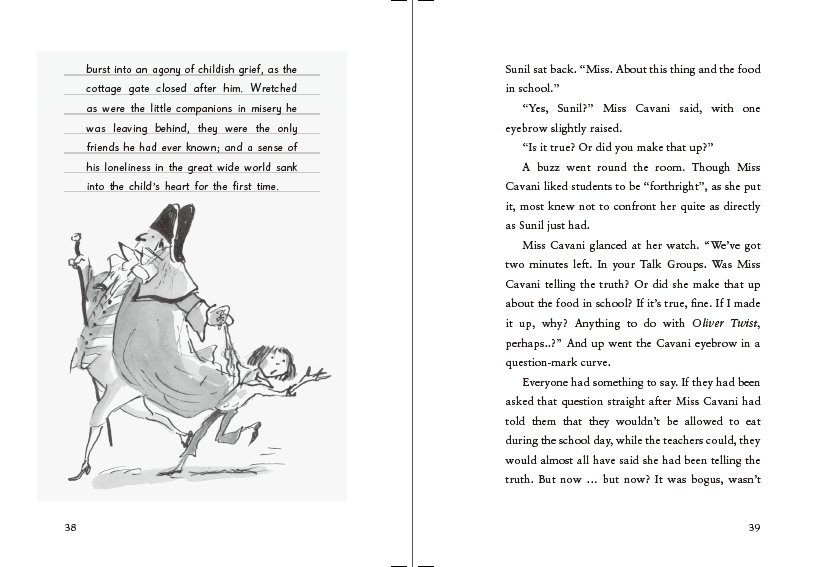 burst into an agony of childish grief, as the
cottage gate closed after him. Wretched
as were the little companions in misery he
was leaving behind, they were the only
friends he had ever known; and a sense of
his loneliness in the great wide world sank
into the child's heart for the first time.
38
Sunil sat back. “Miss. About this thing and the food
in school.”
“Yes, Sunil?” Miss Cavani said, with one
eyebrow slightly raised.
“Is it true? Or did you make that up?”
A buzz went round the room. Though Miss
Cavani liked students to be “forthright”, as she put
it, most knew not to confront her quite as directly
as Sunil just had.
Miss Cavani glanced at her watch. “We've got
two minutes left. In your Talk Groups. Was Miss
Cavani telling the truth? Or did she make that up
about the food in school? If it's true, fine. If I made
it up, why? Anything to do with Oliver Twist,
perhaps..?” And up went the Cavani eyebrow in a
question-mark curve.
Everyone had something to say. If they had been
asked that question straight after Miss Cavani had
told them that they wouldn't be allowed to eat
during the school day, while the teachers could, they
would almost all have said she had been telling the
truth. But now ... but now? It was bogus, wasn't
39